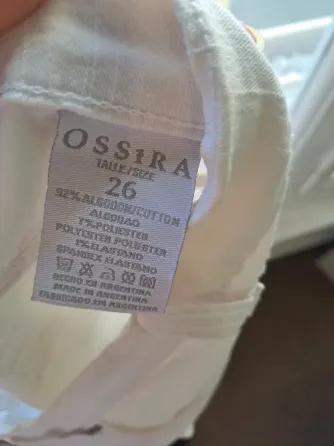 OSSiRA
TALLE/SIZE
26
92% ALGODON/COTTON
ALGODAO
7% POLIESTER
POLYESTER POLIESTER
1% ELASTANO
SPANDEX ELASTANO
HECHO EN ARGENTINA
MADE IN ARGENTINA
FABRICADO EM ARGENTINA